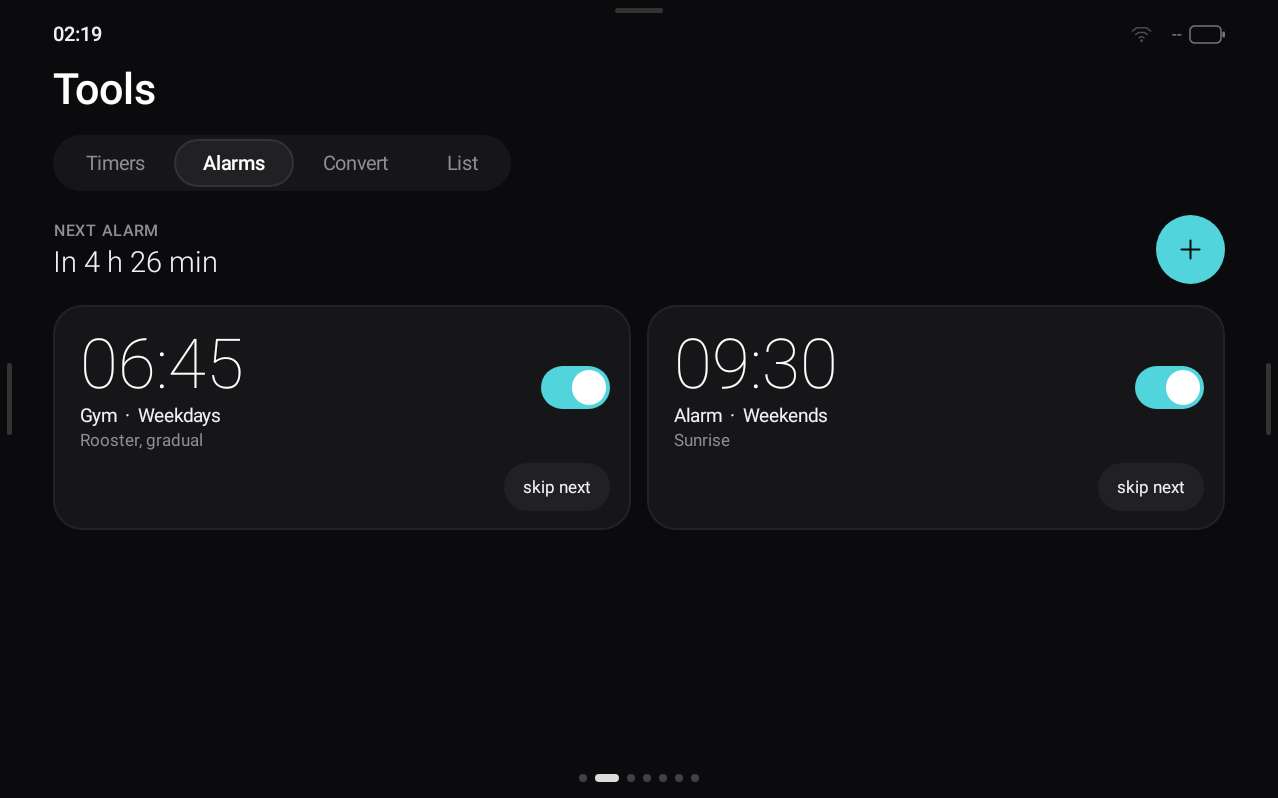 02:19
--
Tools
Timers
Alarms
Convert
List
NEXT ALARM
In 4 h 26 min
+
06:45
Gym · Weekdays
Rooster, gradual
skip next
09:30
Alarm · Weekends
Sunrise
skip next